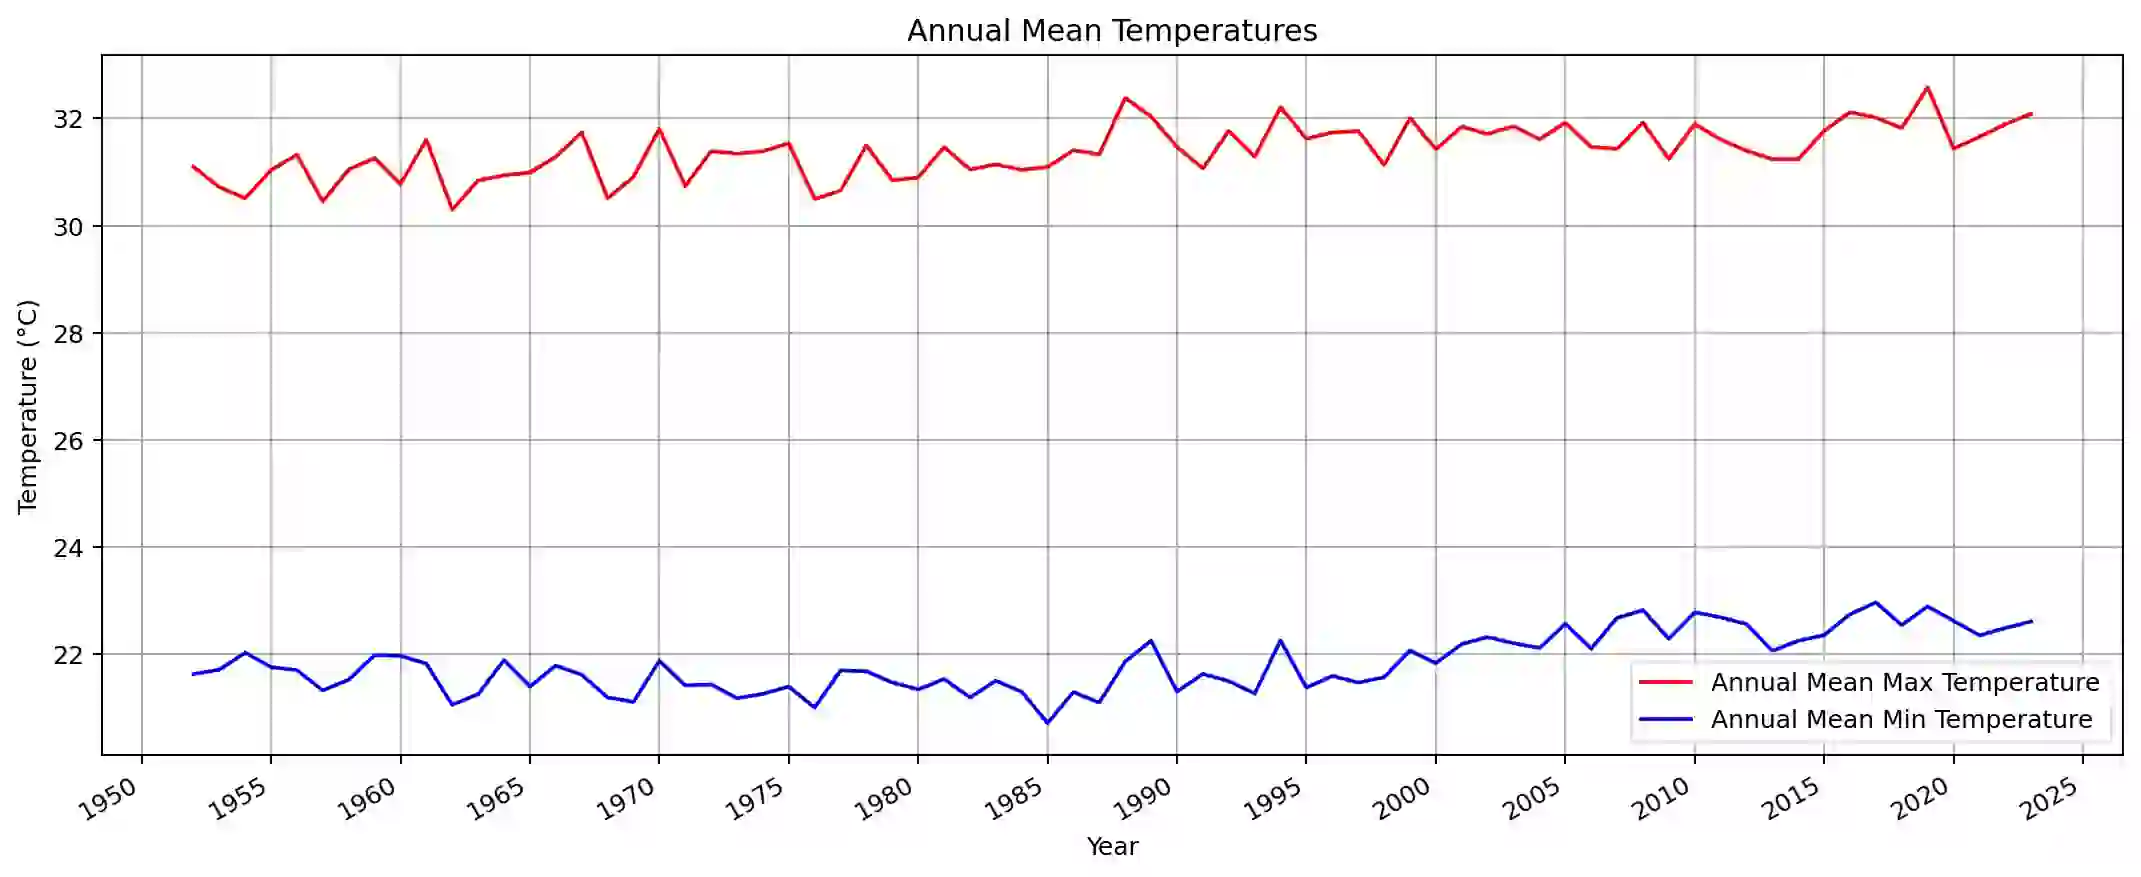 Annual Mean Temperatures
Temperature (°C)
32
30
28
26
24
22
Annual Mean Max Temperature
Annual Mean Min Temperature
1950 1955 1960 1965 1970 1975 1980 1985 1990 1995 2000 2005 2010 2015 2020 2025
Year